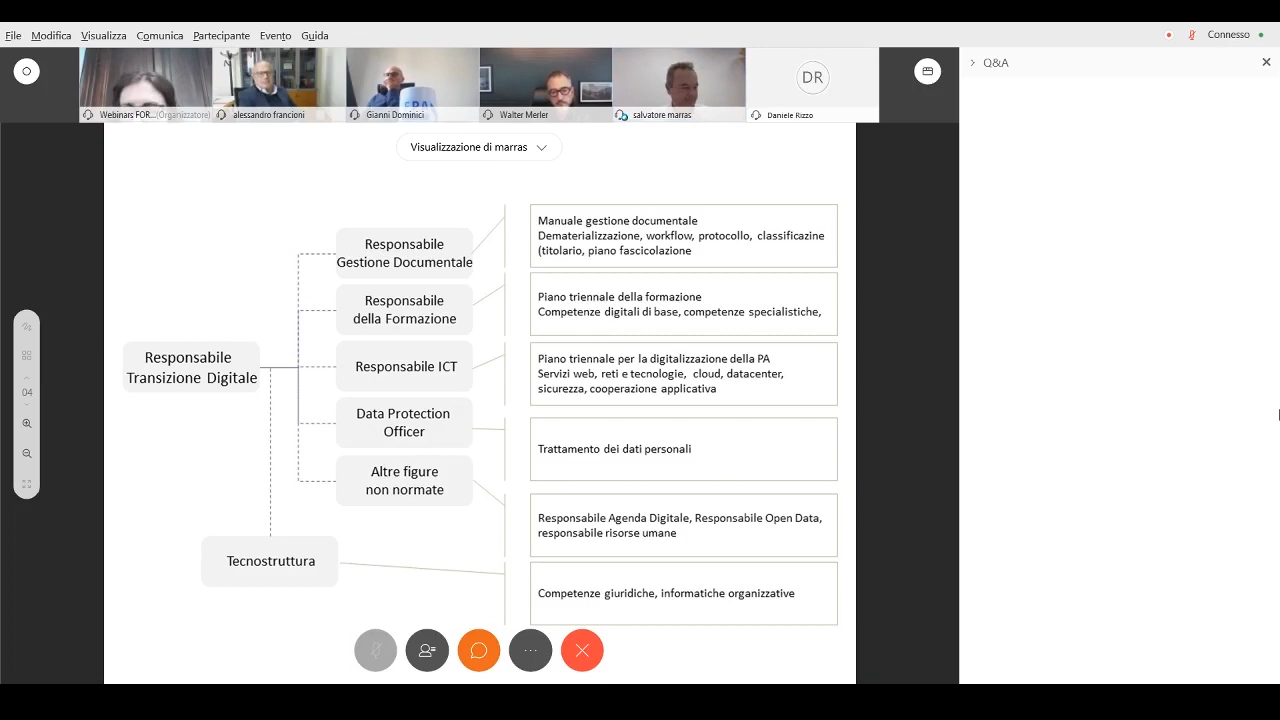 File Modifica Visualizza Comunica Partecipante Evento Guida
Connesso
Q&A
DR
Webinars FOR... (Organizzatore)
alessandro francioni
Gianni Dominici
Walter Merler
salvatore marras
Daniele Rizzo
Visualizzazione di marras
Responsabile
Transizione Digitale
Responsabile
Gestione Documentale
Responsabile
della Formazione
Responsabile ICT
Data Protection
Officer
Altre figure
non normate
Tecnostruttura
Manuale gestione documentale
Dematerializzazione, workflow, protocollo, classificazine
(titolario, piano fascicolazione
Piano triennale della formazione
Competenze digitali di base, competenze specialistiche,
Piano triennale per la digitalizzazione della PA
Servizi web, reti e tecnologie, cloud, datacenter,
sicurezza, cooperazione applicativa
Trattamento dei dati personali
Responsabile Agenda Digitale, Responsabile Open Data,
responsabile risorse umane
Competenze giuridiche, informatiche organizzative
04